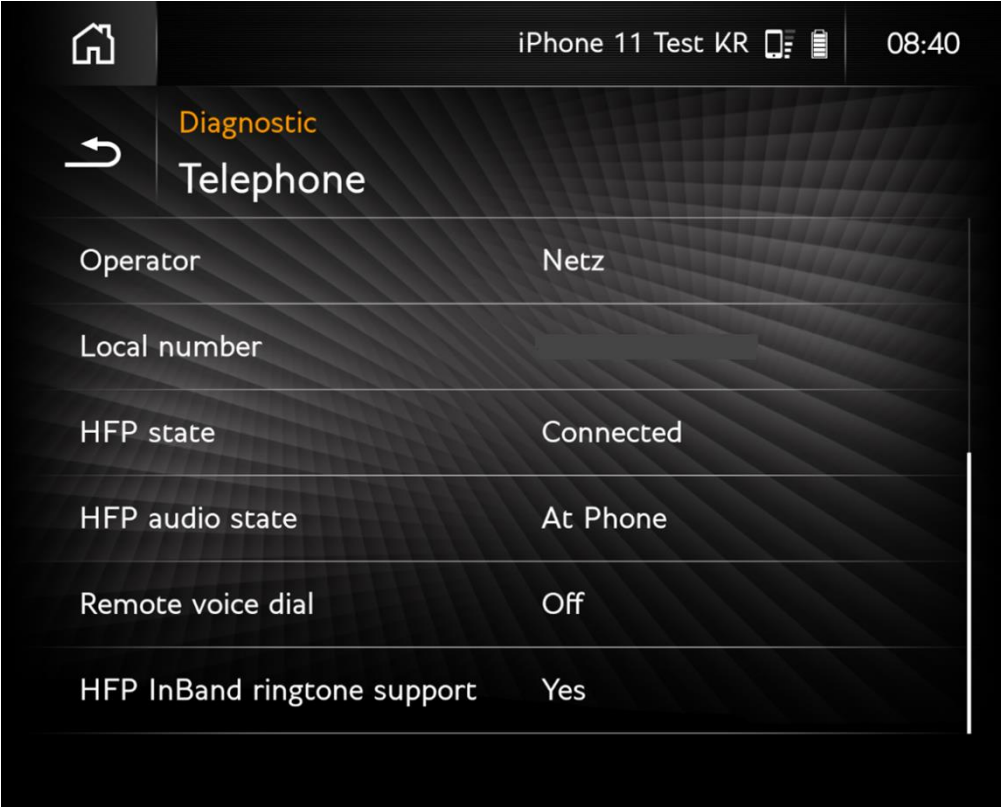 iPhone 11 Test KR 08:40
Diagnostic
Telephone
Operator Netz
Local number
HFP state Connected
HFP audio state At Phone
Remote voice dial Off
HFP InBand ringtone support Yes